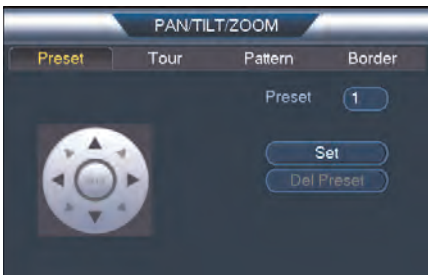 PAN/TILT/ZOOM
Preset Tour Pattern Border
Preset 1
Set
Del Preset